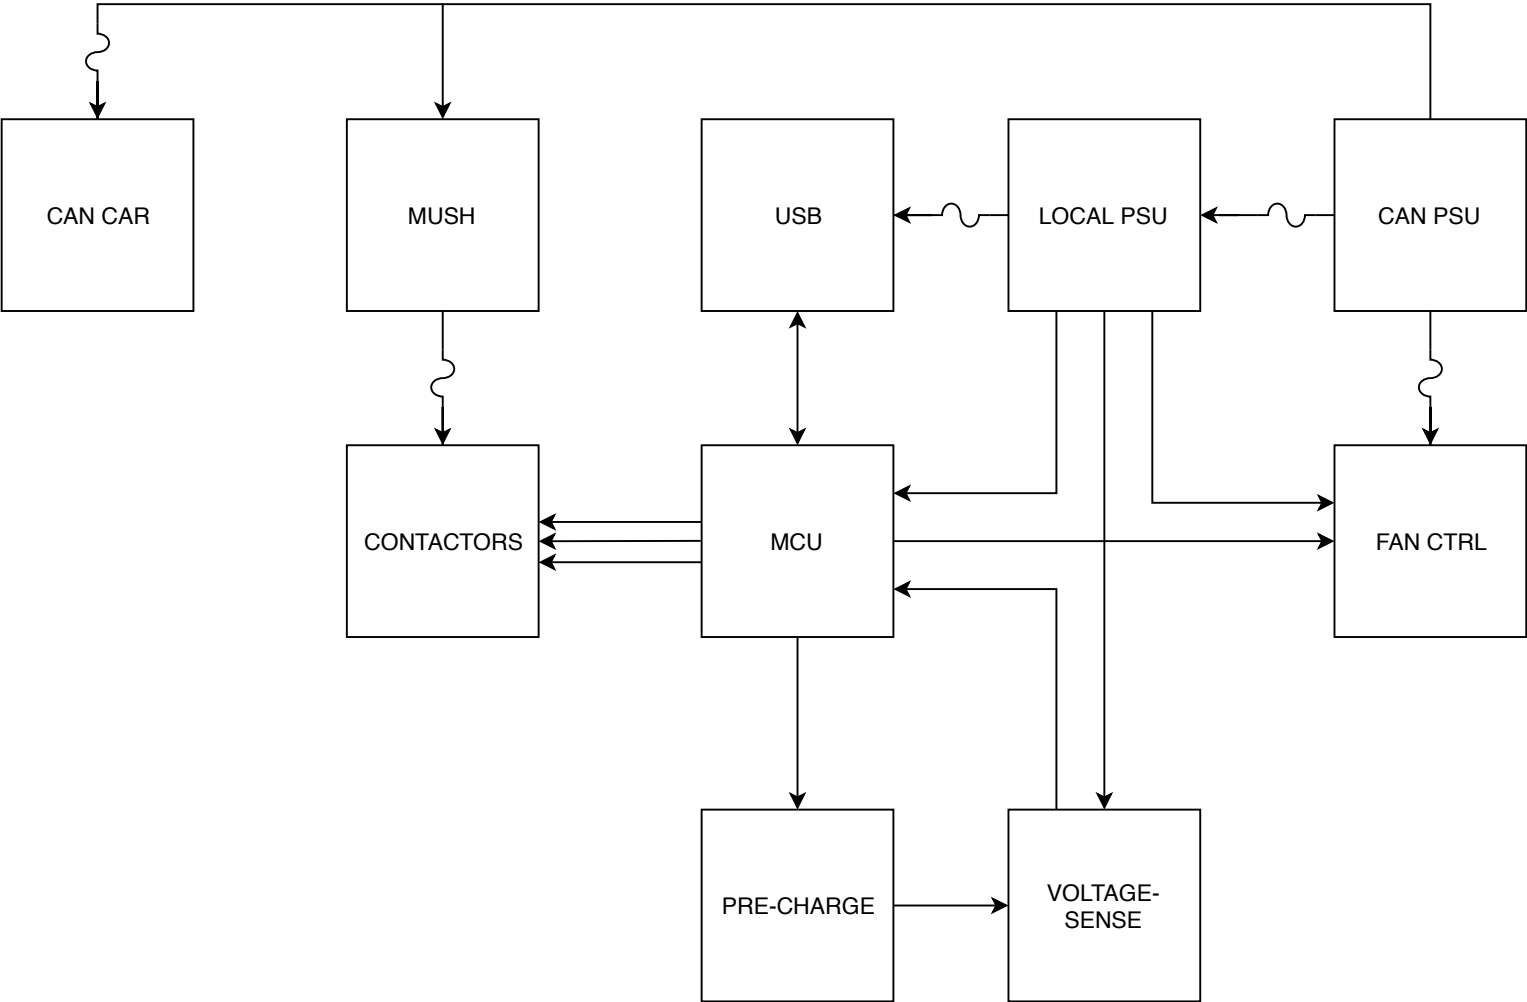 CAN CAR
MUSH
USB
LOCAL PSU
CAN PSU
CONTACTORS
MCU
FAN CTRL
PRE-CHARGE
VOLTAGE-
SENSE